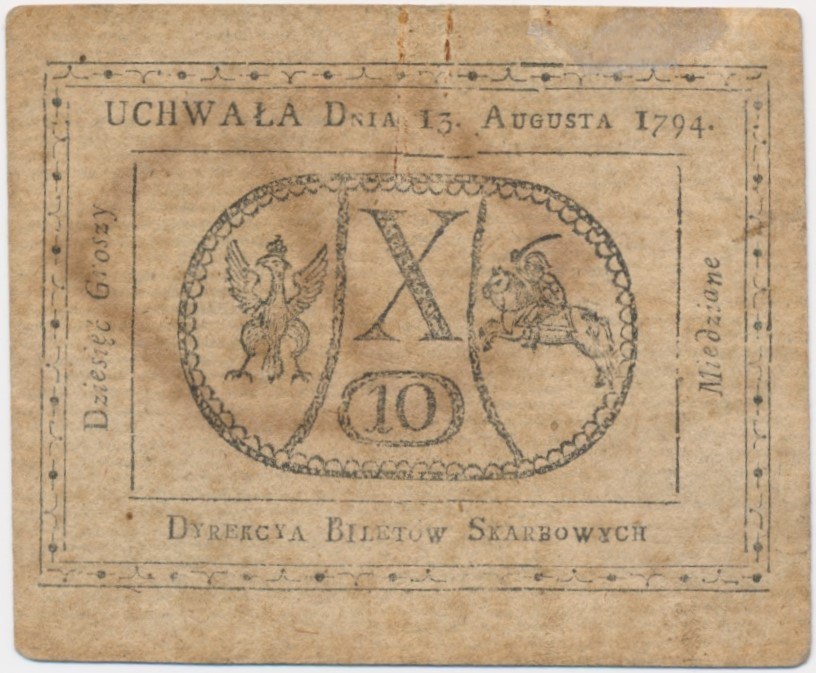 UCHWAŁA DNIA 13. AUGUSTA 1794.
Dziesięć Groszy
X
10
Miedziane
DYREKCYA BILETOW SKARBOWYCH